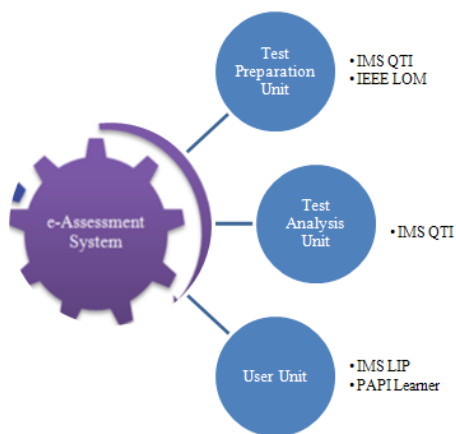 Test
Preparation
Unit
• IMS QTI
• IEEE LOM
e-Assessment
System
Test
Analysis
Unit
• IMS QTI
User Unit
• IMS LIP
• PAPI Learner